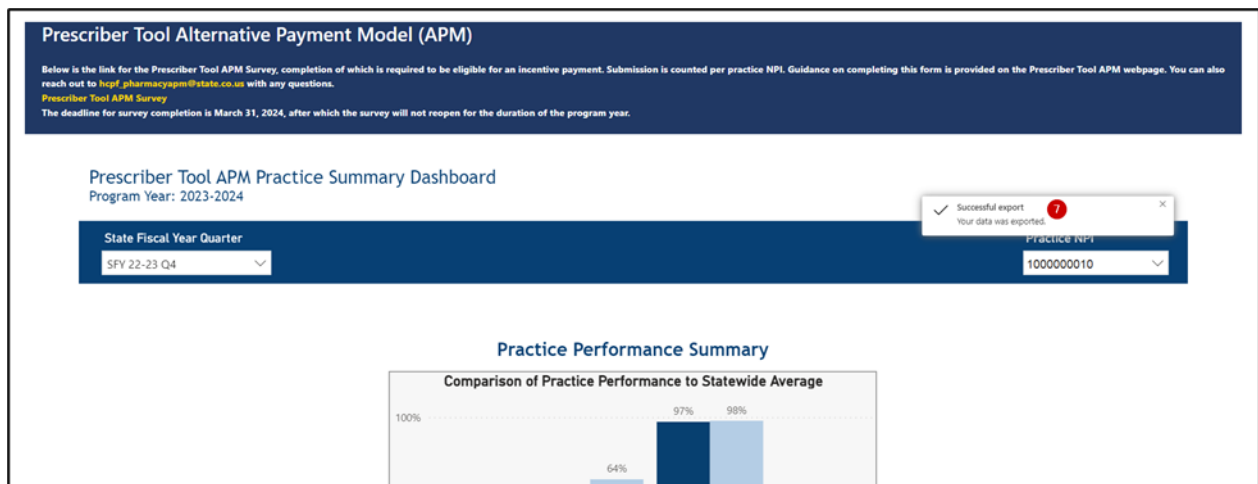 Prescriber Tool Alternative Payment Model (APM)
Below is the link for the Prescriber Tool APM Survey, completion of which is required to be eligible for an incentive payment. Submission is counted per practice NPI. Guidance on completing this form is provided on the Prescriber Tool APM webpage. You can also
reach out to hcpf_pharmacyapm@state.co.us with any questions.
Prescriber Tool APM Survey
The deadline for survey completion is March 31, 2024, after which the survey will not reopen for the duration of the program year.
Prescriber Tool APM Practice Summary Dashboard
Program Year: 2023-2024
Successful export 7
Your data was exported.
State Fiscal Year Quarter
Practice NPI
SFY 22-23 Q4
1000000010
Practice Performance Summary
Comparison of Practice Performance to Statewide Average
100%
97%
98%
64%